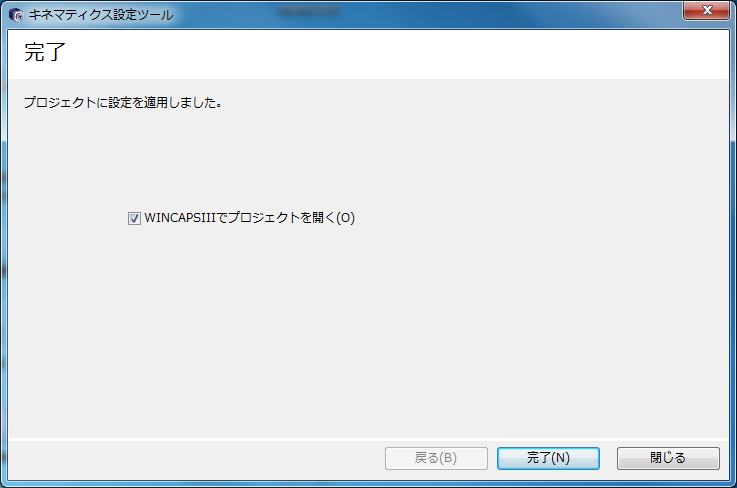 キネマティクス設定ツール
完了
プロジェクトに設定を適用しました。
WINCAPSIIIでプロジェクトを開く(O)
戻る(B)
完了(N)
閉じる